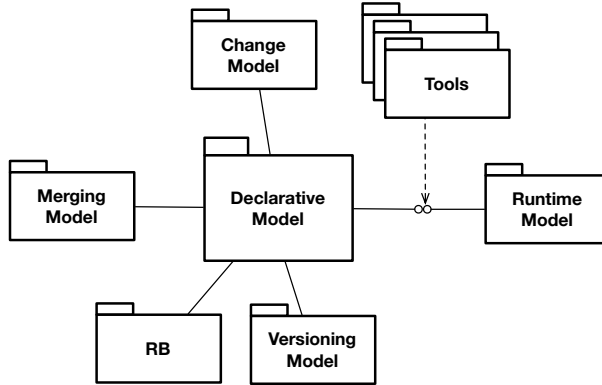 Change
Model
Tools
Merging
Model
Declarative
Model
Runtime
Model
RB
Versioning
Model